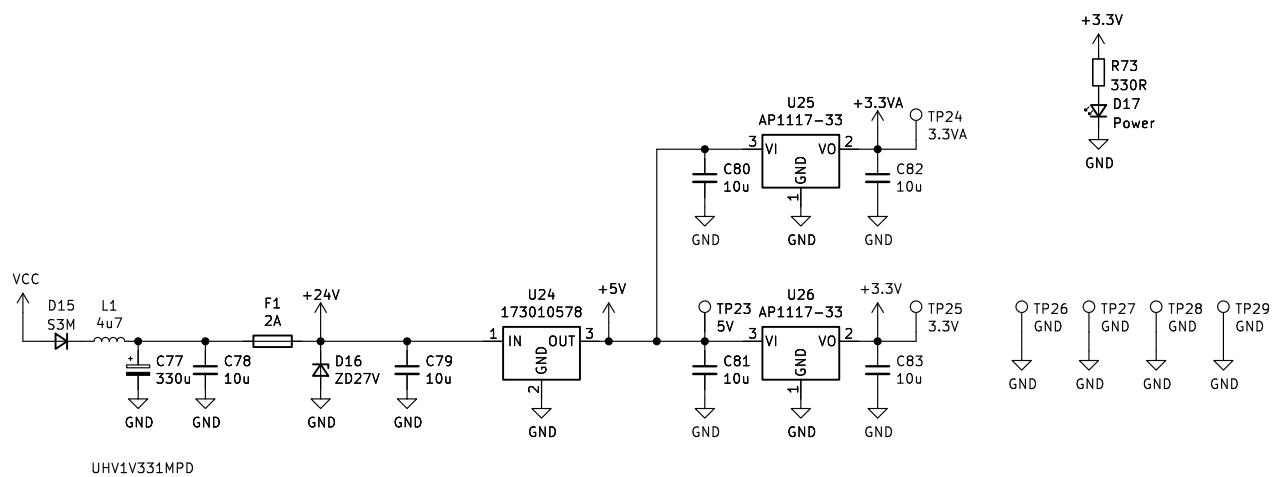 +3.3V
R73
330R
D17
Power
GND
U25
AP1117-33
+3.3VA
TP24
3.3VA
3
VI
VO
2
GND
1
C80
10u
C82
10u
GND
GND
GND
VCC
D15
S3M
L1
4u7
F1
2A
+24V
U24
173010578
+5V
TP23
5V
U26
AP1117-33
+3.3V
TP25
3.3V
TP26
GND
TP27
GND
TP28
GND
TP29
GND
1
IN
OUT
3
GND
2
3
VI
VO
2
GND
1
+
C77
330u
C78
10u
D16
ZD27V
C79
10u
C81
10u
C83
10u
GND
GND
GND
GND
GND
GND
GND
GND
GND
GND
GND
GND
UHV1V331MPD